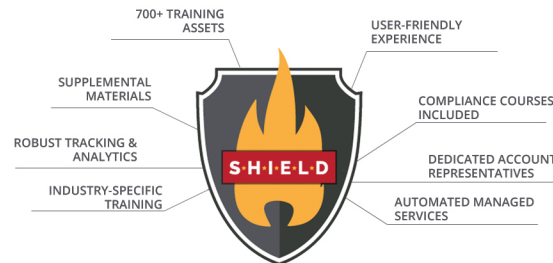 700+ TRAINING
ASSETS
USER-FRIENDLY
EXPERIENCE
SUPPLEMENTAL
MATERIALS
COMPLIANCE COURSES
INCLUDED
ROBUST TRACKING &
ANALYTICS
S·H·I·E·L·D
DEDICATED ACCOUNT
REPRESENTATIVES
INDUSTRY-SPECIFIC
TRAINING
AUTOMATED MANAGED
SERVICES